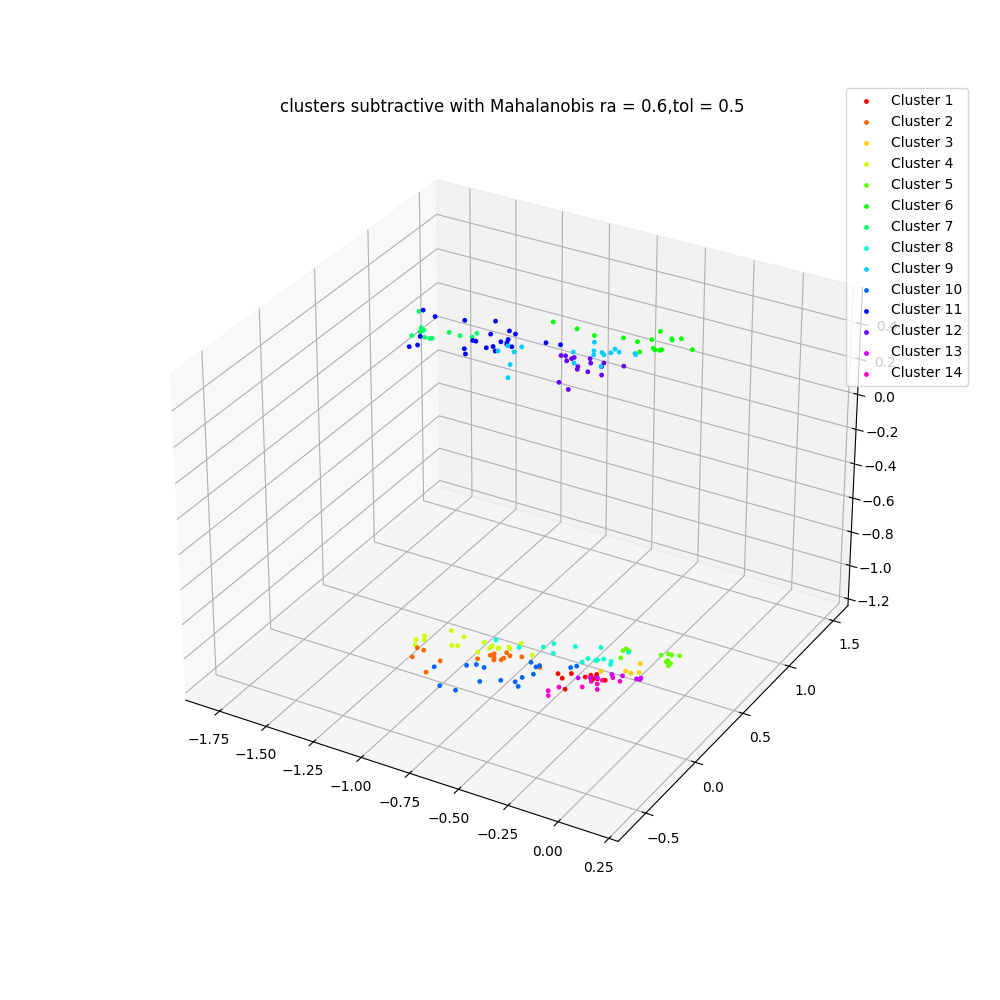 clusters subtractive with Mahalanobis ra = 0.6,tol = 0.5
Cluster 1
Cluster 2
Cluster 3
Cluster 4
Cluster 5
Cluster 6
Cluster 7
Cluster 8
Cluster 9
Cluster 10
Cluster 11
Cluster 12
Cluster 13
Cluster 14
0.4
0.2
0.0
−0.2
−0.4
−0.6
−0.8
−1.0
−1.2
1.5
1.0
0.5
0.0
−0.5
−1.75
−1.50
−1.25
−1.00
−0.75
−0.50
−0.25
0.00
0.25